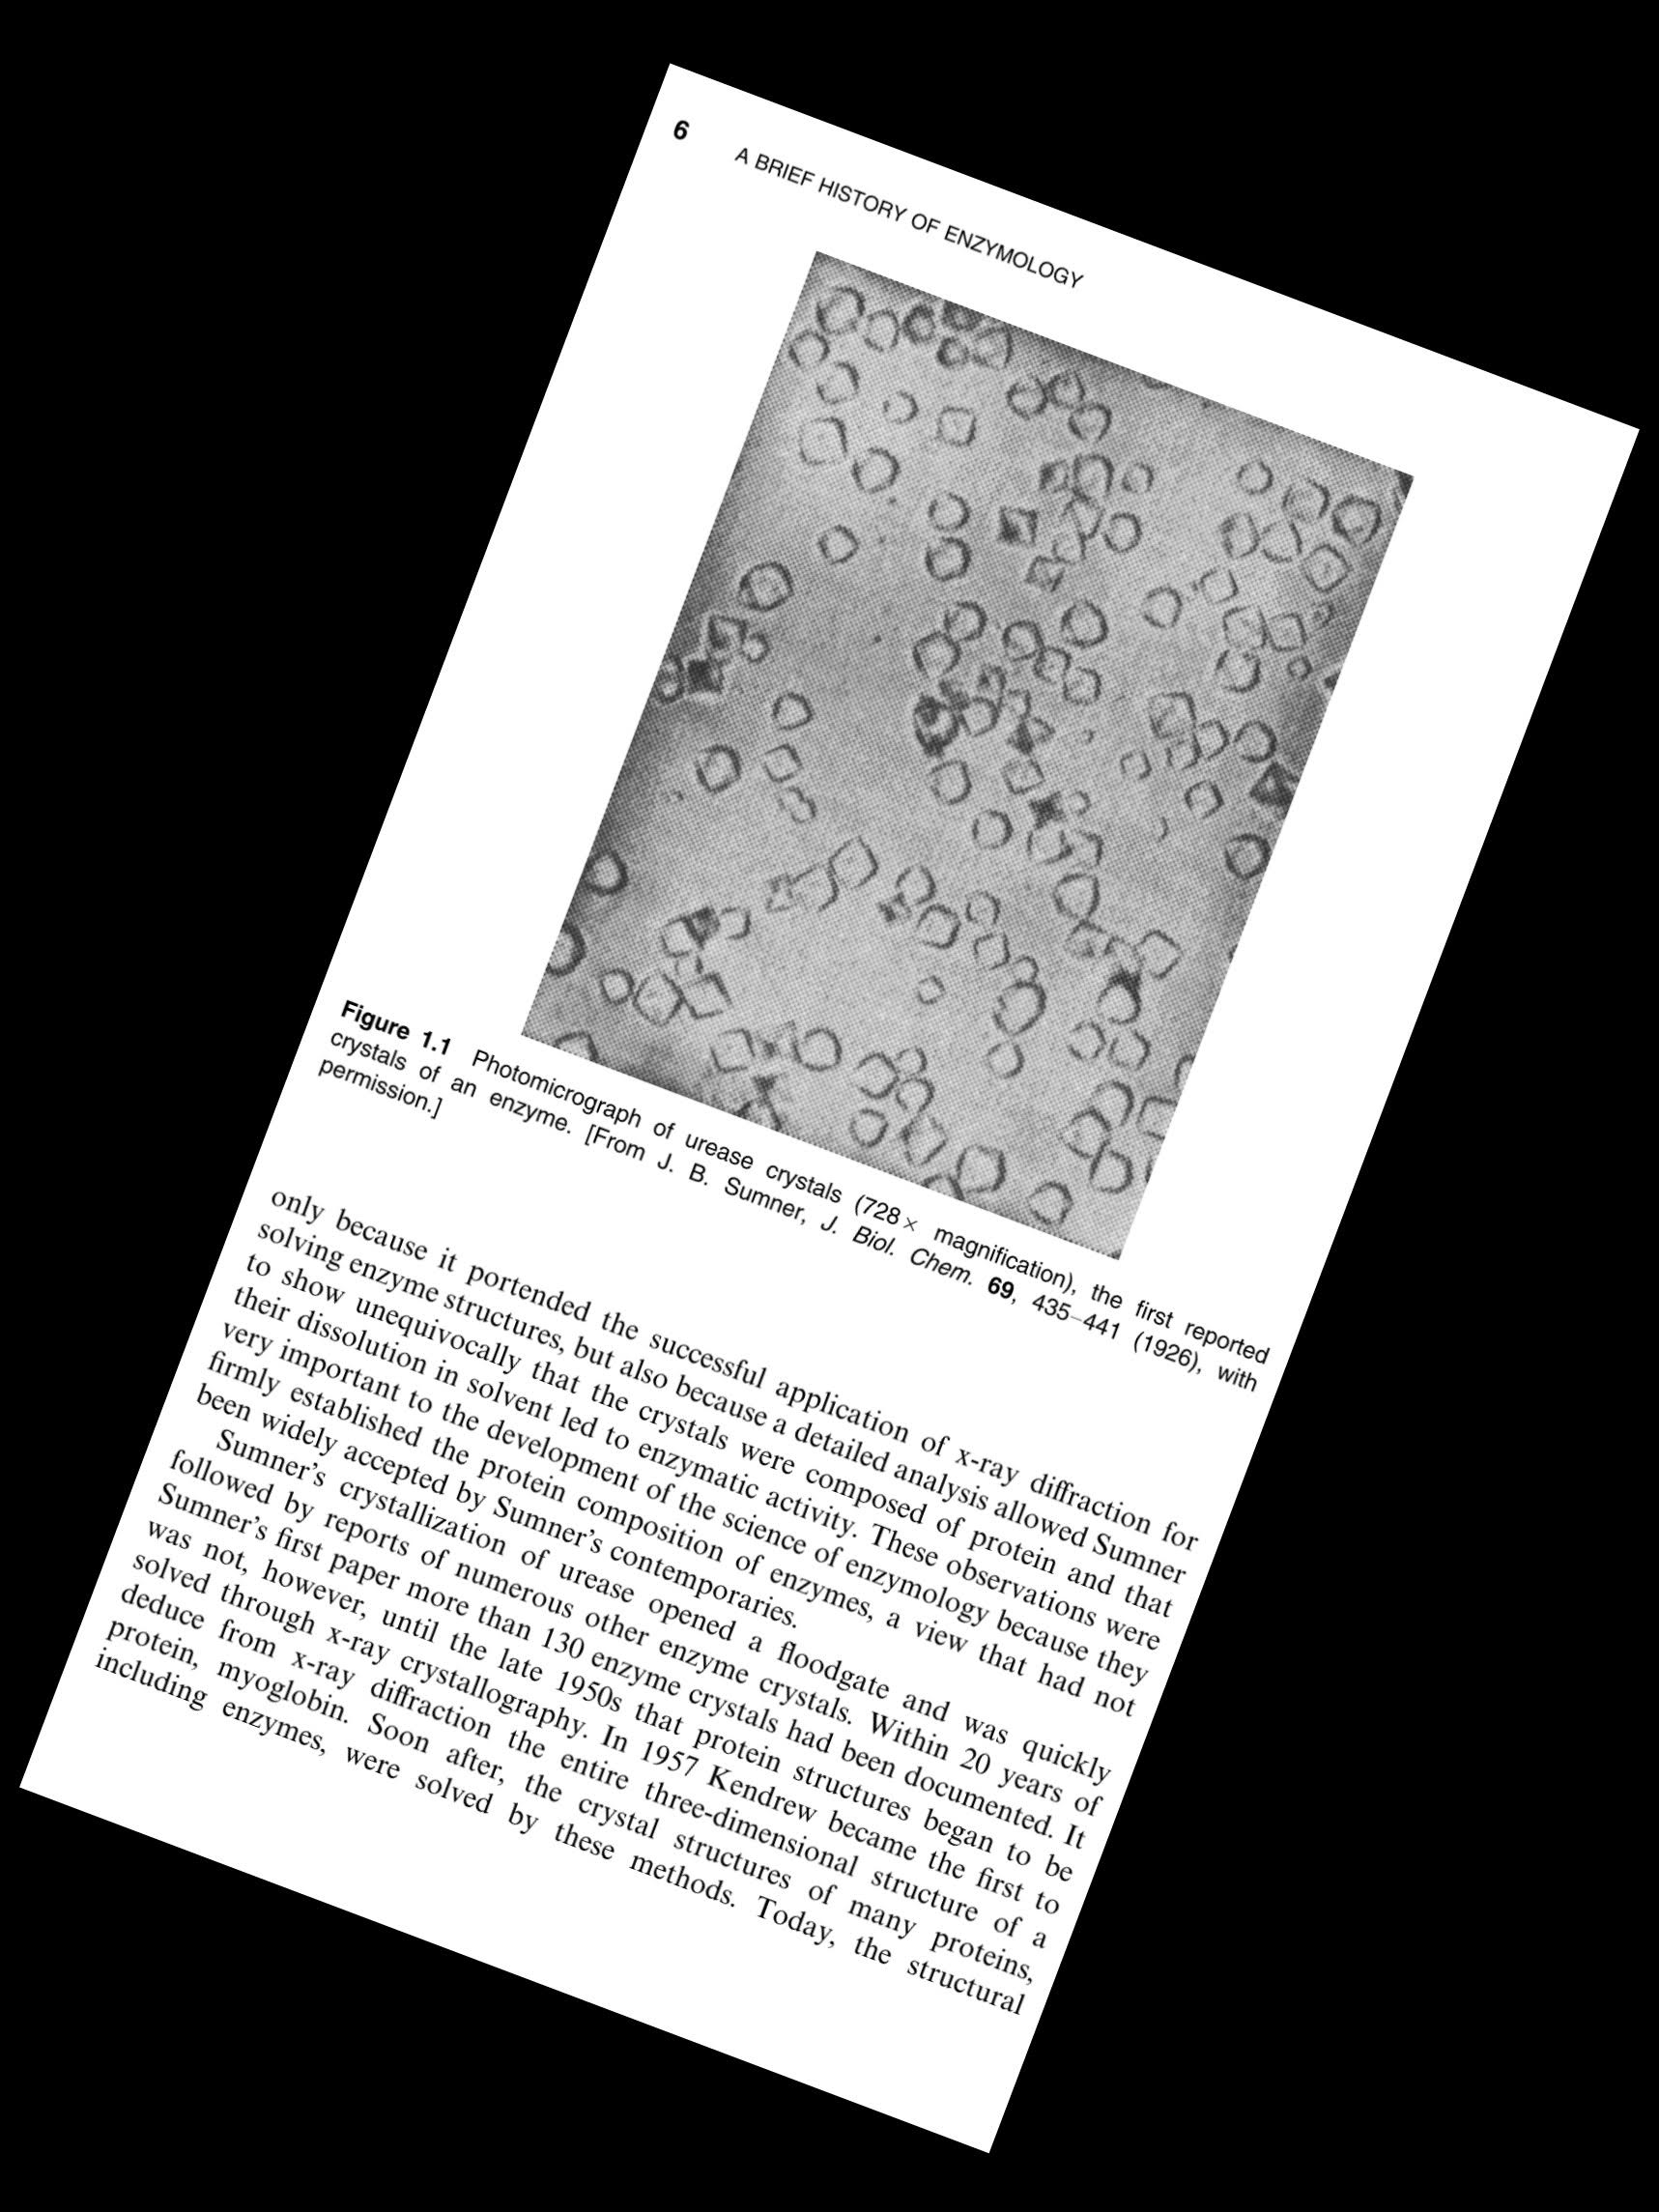 6 A BRIEF HISTORY OF ENZYMOLOGY
Figure 1.1 Photomicrograph of urease crystals (728× magnification), the first reported
crystals of an enzyme. [From J. B. Sumner, J. Biol. Chem. 69, 435–441 (1926), with
permission.]
only because it portended the successful application of x-ray diffraction for
solving enzyme structures, but also because a detailed analysis allowed Sumner
to show unequivocally that the crystals were composed of protein and that
their dissolution in solvent led to enzymatic activity. These observations were
very important to the development of the science of enzymology because they
firmly established the protein composition of enzymes, a view that had not
been widely accepted by Sumner's contemporaries.
Sumner's crystallization of urease opened a floodgate and was quickly
followed by reports of numerous other enzyme crystals. Within 20 years of
Sumner's first paper more than 130 enzyme crystals had been documented. It
was not, however, until the late 1950s that protein structures began to be
solved through x-ray crystallography. In 1957 Kendrew became the first to
deduce from x-ray diffraction the entire three-dimensional structure of a
protein, myoglobin. Soon after, the crystal structures of many proteins,
including enzymes, were solved by these methods. Today, the structural